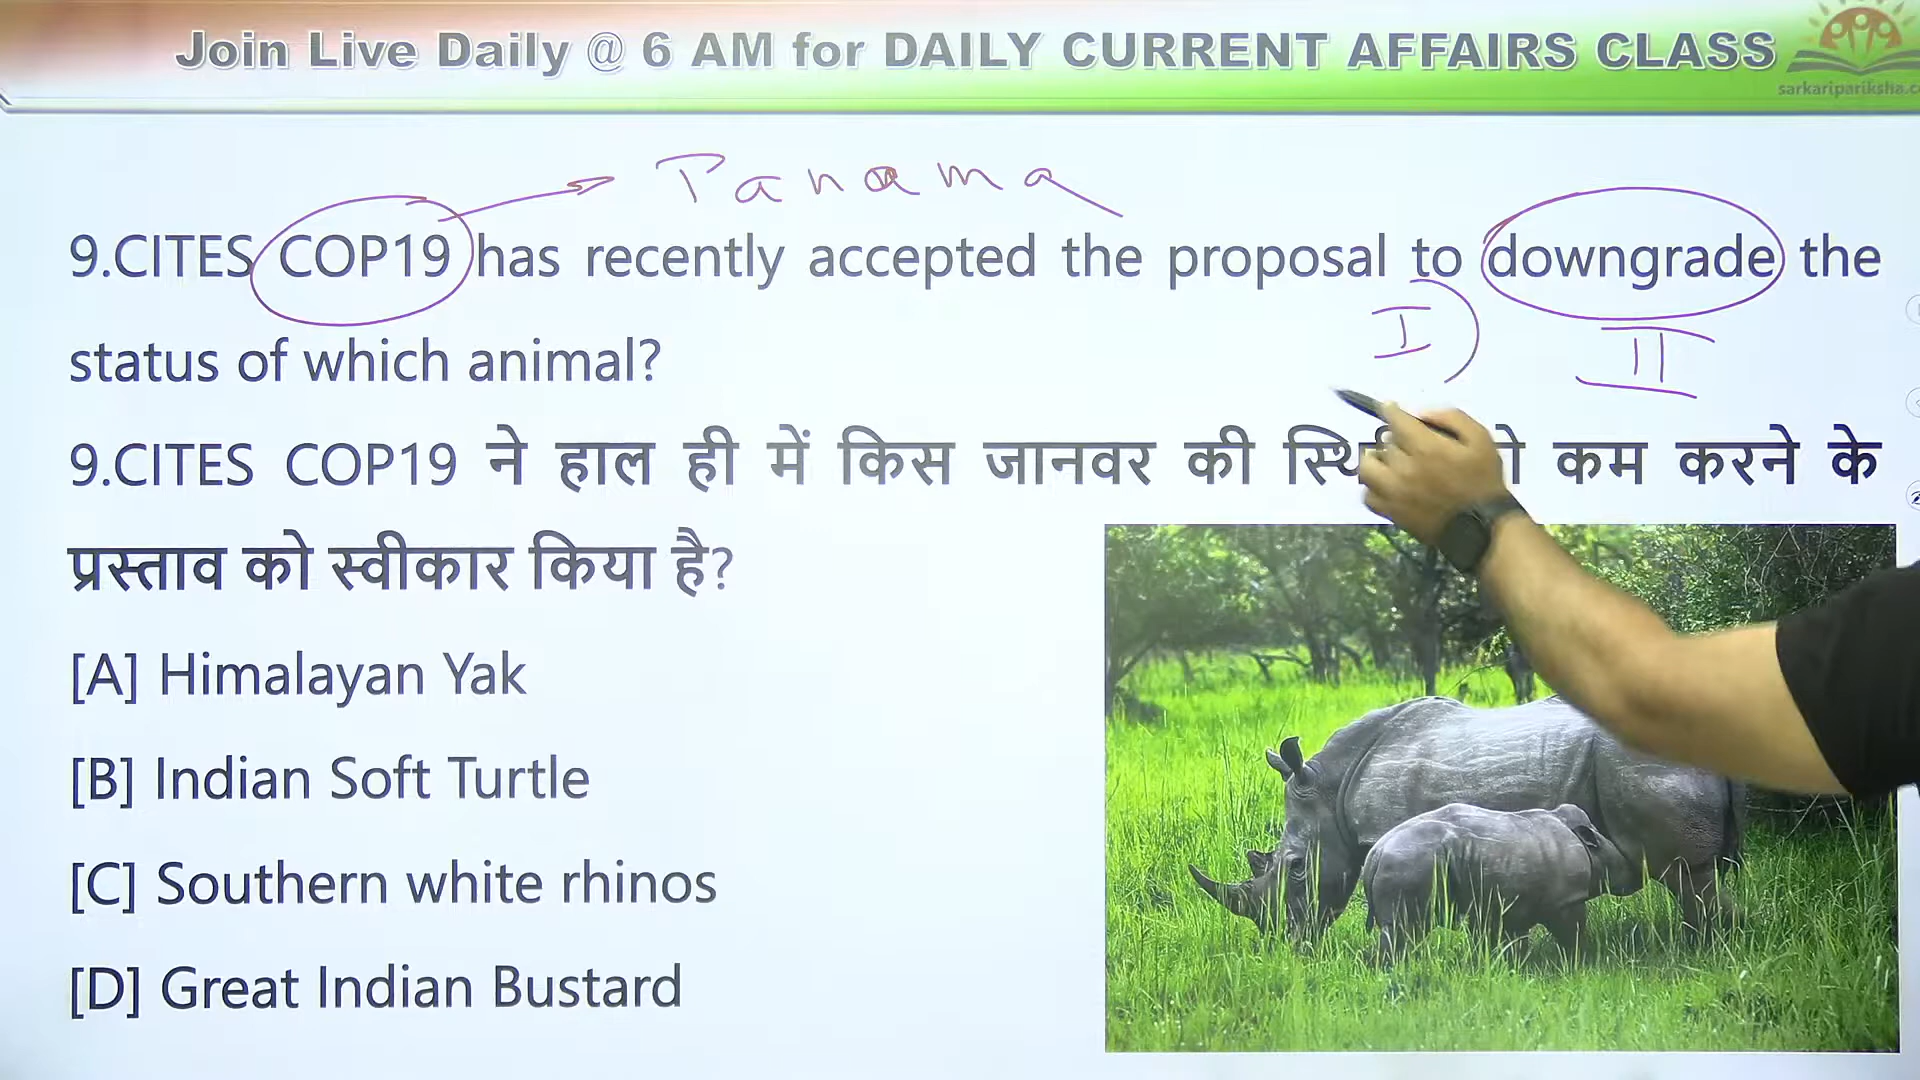 Join Live Daily @ 6 AM for DAILY CURRENT AFFAIRS CLASS
Panama
9.CITES COP19 has recently accepted the proposal to downgrade the
I
II
status of which animal?
9.CITES COP19 ने हाल ही में किस जानवर की कम करने के
प्रस्ताव को स्वीकार किया है?
[A] Himalayan Yak
[B] Indian Soft Turtle
[C] Southern white rhinos
[D] Great Indian Bustard